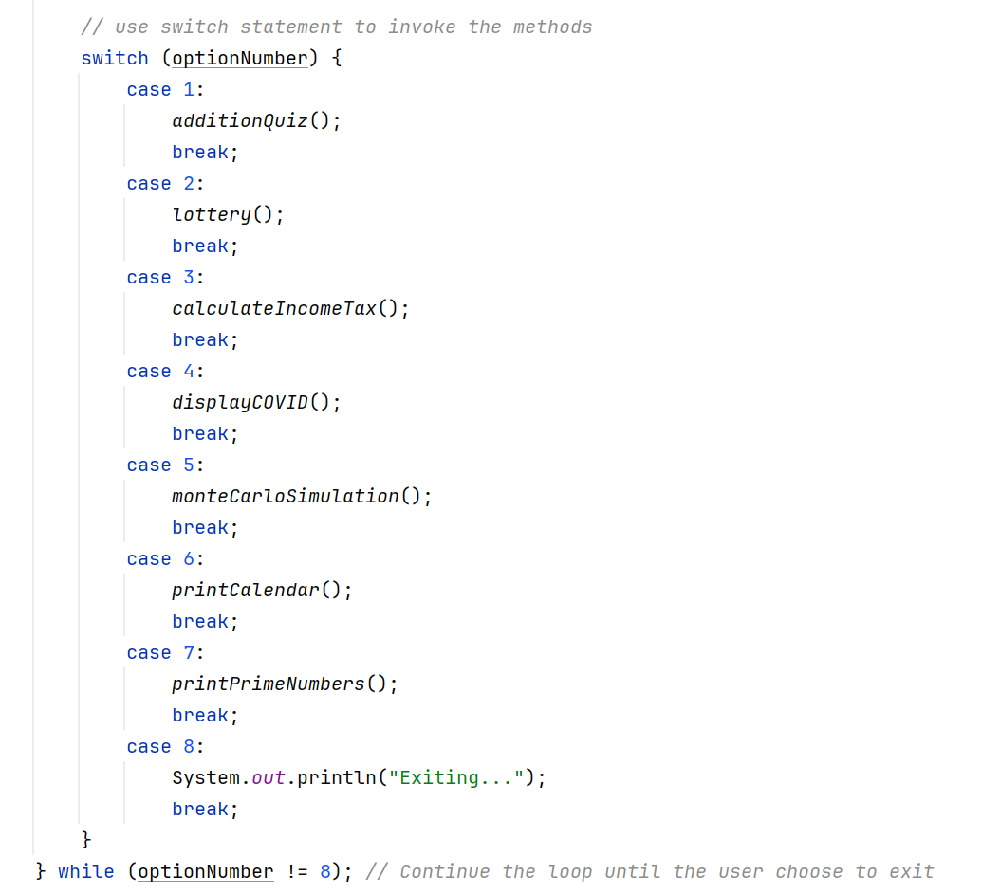 // use switch statement to invoke the methods
switch (optionNumber) {
case 1:
additionQuiz();
break;
case 2:
lottery();
break;
case 3:
calculateIncomeTax();
break;
case 4:
displayCOVID();
break;
case 5:
monteCarloSimulation();
break;
case 6:
printCalendar();
break;
case 7:
printPrimeNumbers();
break;
case 8:
System.out.println("Exiting...");
break;
}
} while (optionNumber != 8); // Continue the loop until the user choose to exit